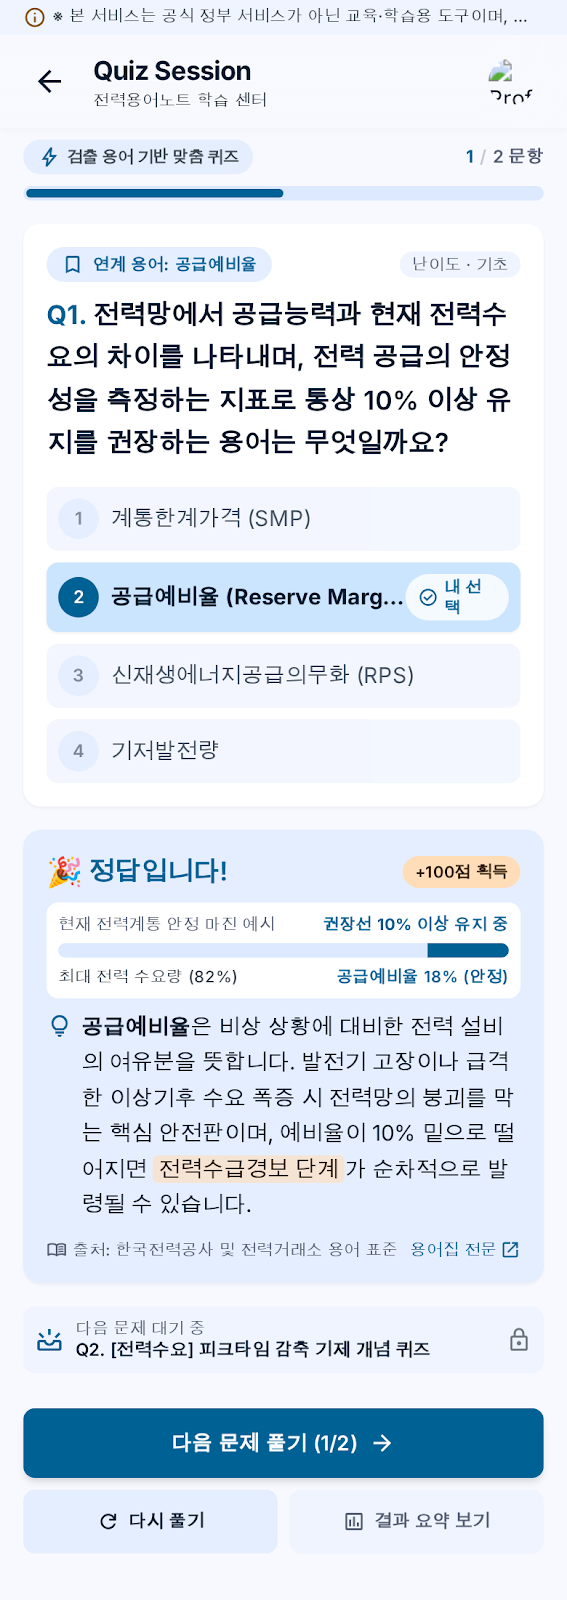 ※ 본 서비스는 공식 정부 서비스가 아닌 교육·학습용 도구이며, ...
Quiz Session
전력용어노트 학습 센터
검출 용어 기반 맞춤 퀴즈
1 / 2 문항
연계 용어: 공급예비율
난이도 · 기초
Q1. 전력망에서 공급능력과 현재 전력수
요의 차이를 나타내며, 전력 공급의 안정
성을 측정하는 지표로 통상 10% 이상 유
지를 권장하는 용어는 무엇일까요?
1 계통한계가격 (SMP)
2 공급예비율 (Reserve Marg...
내 선
택
3 신재생에너지공급의무화 (RPS)
4 기저발전량
🎉 정답입니다!
+100점 획득
현재 전력계통 안정 마진 예시
권장선 10% 이상 유지 중
최대 전력 수요량 (82%)
공급예비율 18% (안정)
공급예비율은 비상 상황에 대비한 전력 설비
의 여유분을 뜻합니다. 발전기 고장이나 급격
한 이상기후 수요 폭증 시 전력망의 붕괴를 막
는 핵심 안전판이며, 예비율이 10% 밑으로 떨
어지면 전력수급경보 단계가 순차적으로 발
령될 수 있습니다.
출처: 한국전력공사 및 전력거래소 용어 표준
용어집 전문
다음 문제 대기 중
Q2. [전력수요] 피크타임 감축 기제 개념 퀴즈
다음 문제 풀기 (1/2)
다시 풀기
결과 요약 보기